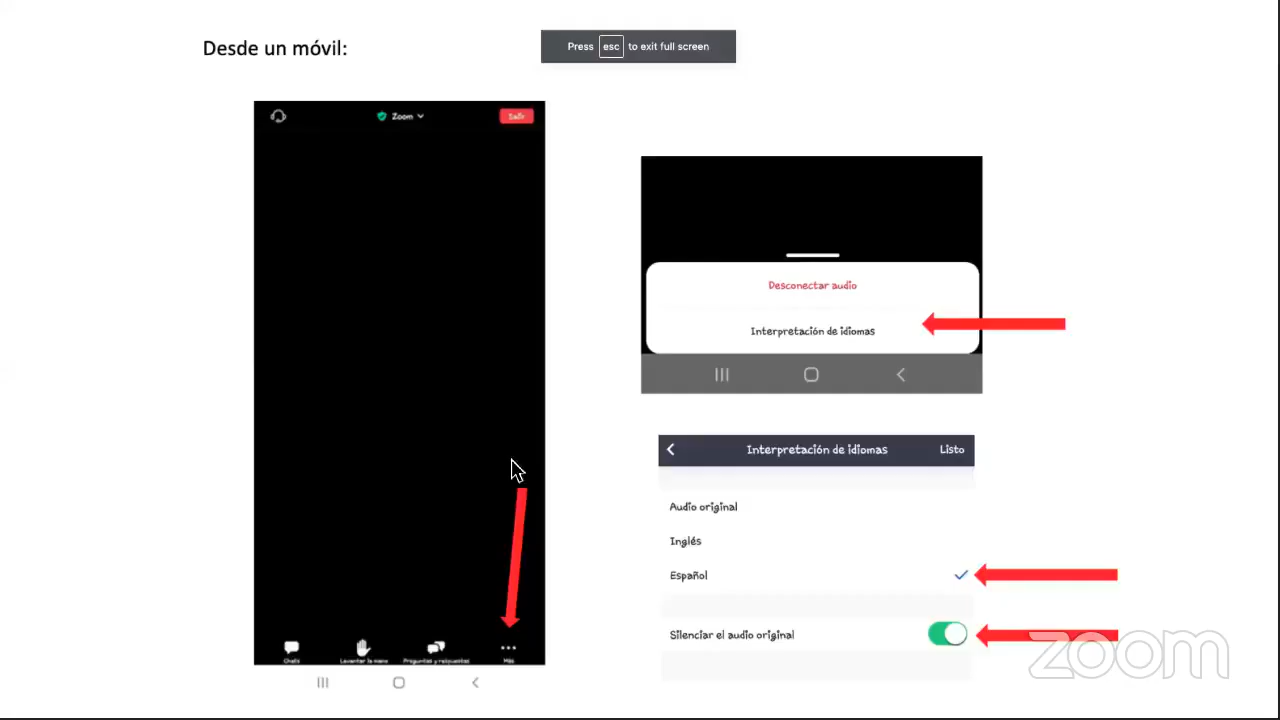 Desde un móvil:
Press esc to exit full screen
Zoom
Salir
Chats
Levantar la mano
Preguntas y respuestas
Más
Desconectar audio
Interpretación de idiomas
Interpretación de idiomas
Listo
Audio original
Inglés
Español
Silenciar el audio original
zoom